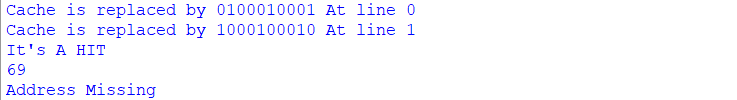 Cache is replaced by 0100010001 At line 0
Cache is replaced by 1000100010 At line 1
It's A HIT
69
Address Missing